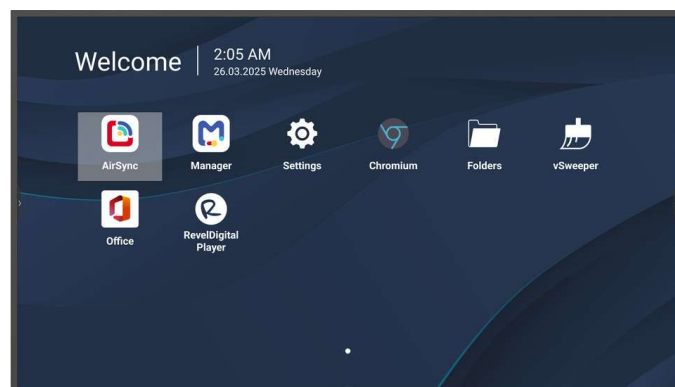 Welcome
2:05 AM
26.03.2025 Wednesday
AirSync
Manager
Settings
Chromium
Folders
vSweeper
Office
RevelDigital
Player